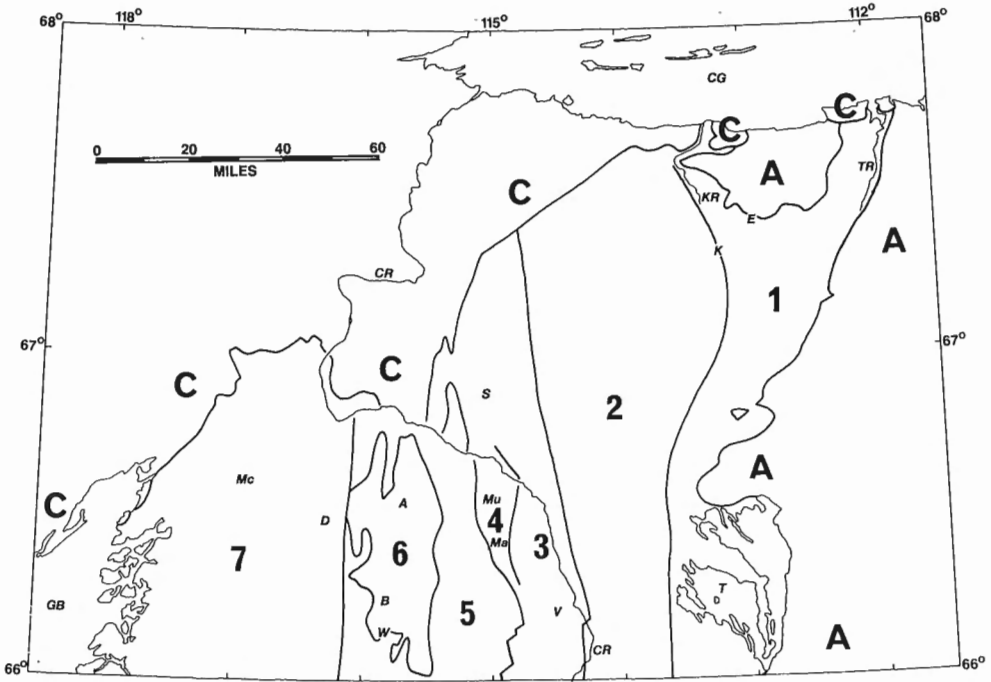 68° 118° 115° 112° 68°
CG
0 20 40 60
MILES
C C
A
TR
C
KR
E
A
K
CR
1
67° 67°
C C
S
2
Mc
A
C
Mu
D A 4
Ma
7 6 3
T
GB B V
5
W A
CR
66° 66°